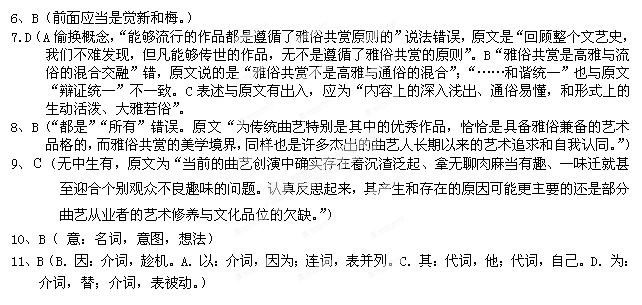 6、B（前面应当是觉新和梅。）
7.D（A 偷换概念，“能够流行的作品都是遵循了雅俗共赏原则的”说法错误，原文是“回顾整个文艺史，
我们不难发现，但凡能够传世的作品，无不是遵循了雅俗共赏的原则”。B“雅俗共赏是高雅与流
俗的混合交融”错，原文说的是“雅俗共赏不是高雅与通俗的混合”；“……和谐统一”也与原文
“辩证统一”不一致。C 表述与原文有出入，应为“内容上的深入浅出、通俗易懂，和形式上的
生动活泼、大雅若俗”。
8、B（“都是”“所有”错误。原文“为传统曲艺特别是其中的优秀作品，恰恰是具备雅俗兼备的艺术
品格的，而雅俗共赏的美学境界，同样也是许多杰出的曲艺人长期以来的艺术追求和自我认同。”）
9、C（无中生有，原文为“当前的曲艺创演中确实存在着沉渣泛起、拿无聊肉麻当有趣、一味迁就甚
至迎合个别观众不良趣味的问题。认真反思起来，其产生和存在的原因可能更主要的还是部分
曲艺从业者的艺术修养与文化品位的欠缺。”）
10、B（ 意：名词，意图，想法）
11、B（B. 因：介词，趁机。A. 以：介词，因为；连词，表并列。C. 其：代词，他；代词，自己。D. 为：
介词，替；介词，表被动。）